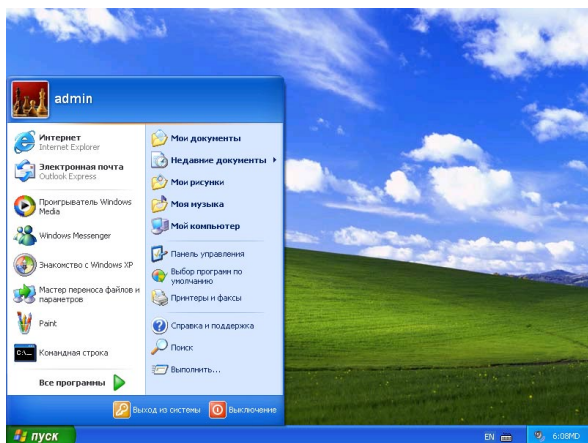 admin
Интернет
Internet Explorer
Электронная почта
Outlook Express
Проигрыватель Windows
Media
Windows Messenger
Знакомство с Windows XP
Мастер переноса файлов и
параметров
Paint
Командная строка
Все программы
Мои документы
Недавние документы
Мои рисунки
Моя музыка
Мой компьютер
Панель управления
Выбор программ по
умолчанию
Принтеры и факсы
Справка и поддержка
Поиск
Выполнить...
Выход из системы
Выключение
пуск
EN
6:08MD